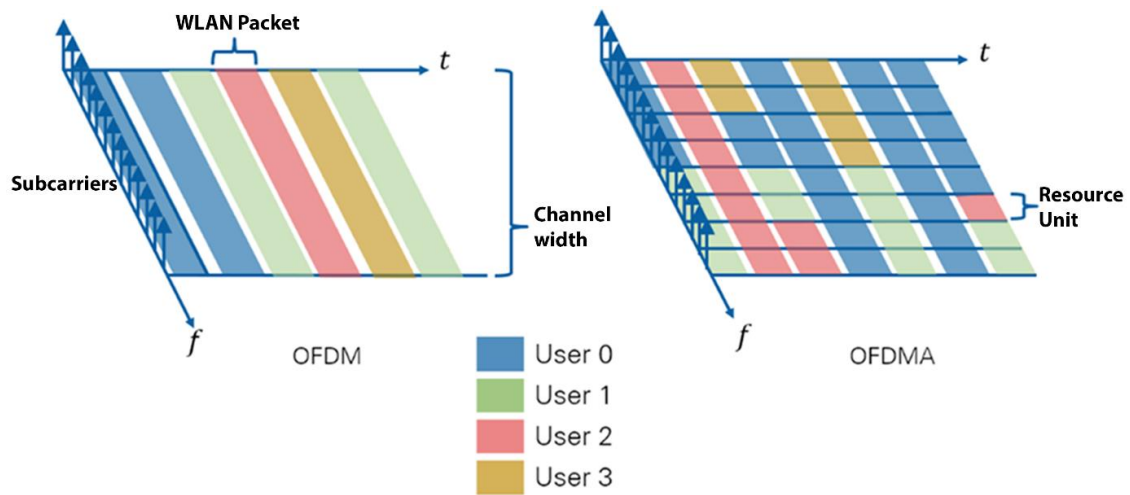 WLAN Packet
t
Subcarriers
Channel
width
f
OFDM
t
Resource
Unit
f
OFDMA
User 0
User 1
User 2
User 3